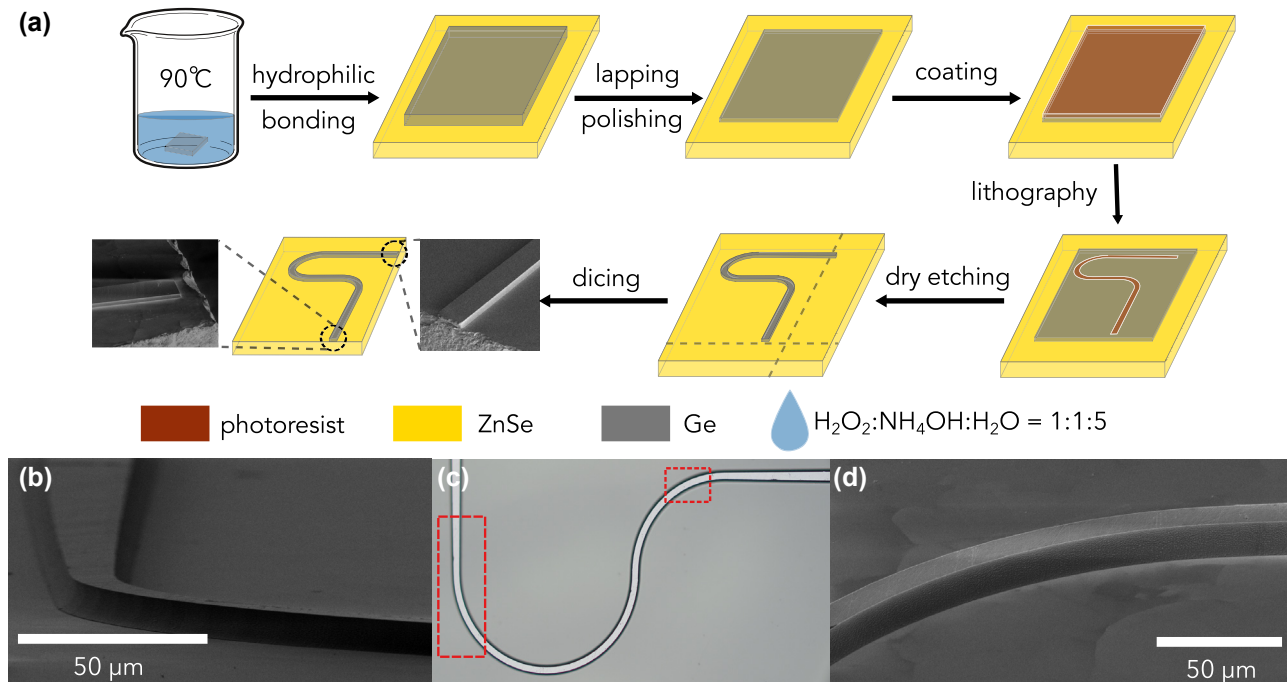 (a)
90℃
hydrophilic
bonding
lapping
polishing
coating
lithography
dry etching
dicing
photoresist
ZnSe
Ge
H₂O₂:NH₄OH:H₂O = 1:1:5
(b)
50 µm
(c)
(d)
50 µm